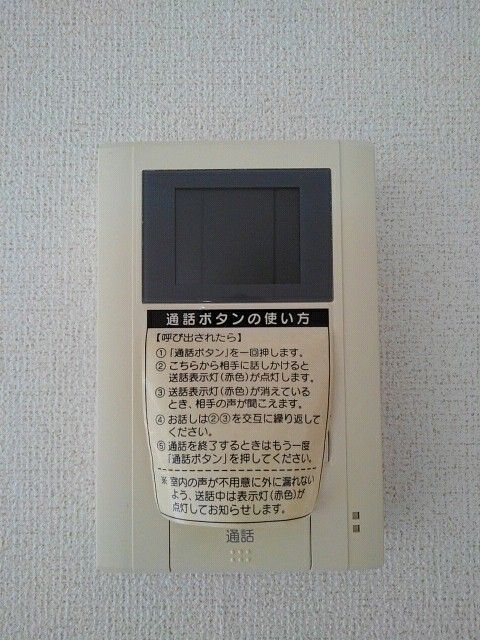 通話ボタンの使い方
【呼び出されたら】
①「通話ボタン」を一回押します。
②こちらから相手に話しかけると
送話表示灯(赤色)が点灯します。
③送話表示灯(赤色)が消えている
とき、相手の声が聞こえます。
④お話しは②③を交互に繰り返して
ください。
⑤通話を終了するときはもう一度
「通話ボタン」を押してください。
※室内の声が不用意に外に漏れない
よう、送話中は表示灯(赤色)が
点灯してお知らせします。
通話